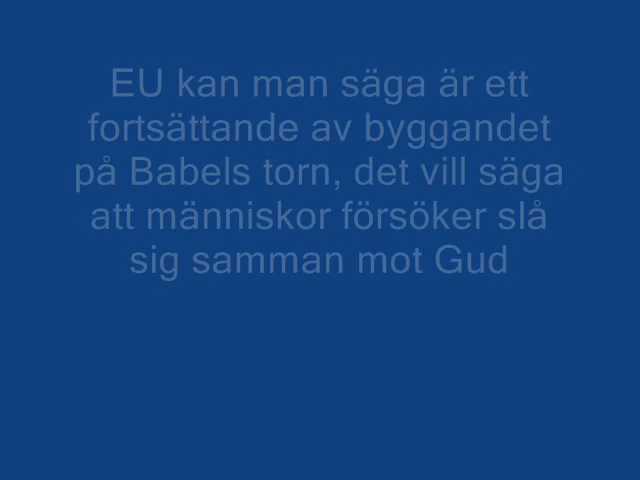 EU kan man säga är ett
fortsättande av byggandet
på Babels torn, det vill säga
att människor försöker slå
sig samman mot Gud